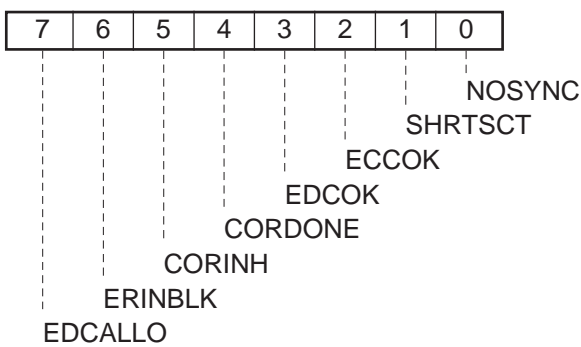 7 6 5 4 3 2 1 0
NOSYNC
SHRTSCT
ECCOK
EDCOK
CORDONE
CORINH
ERINBLK
EDCALLO